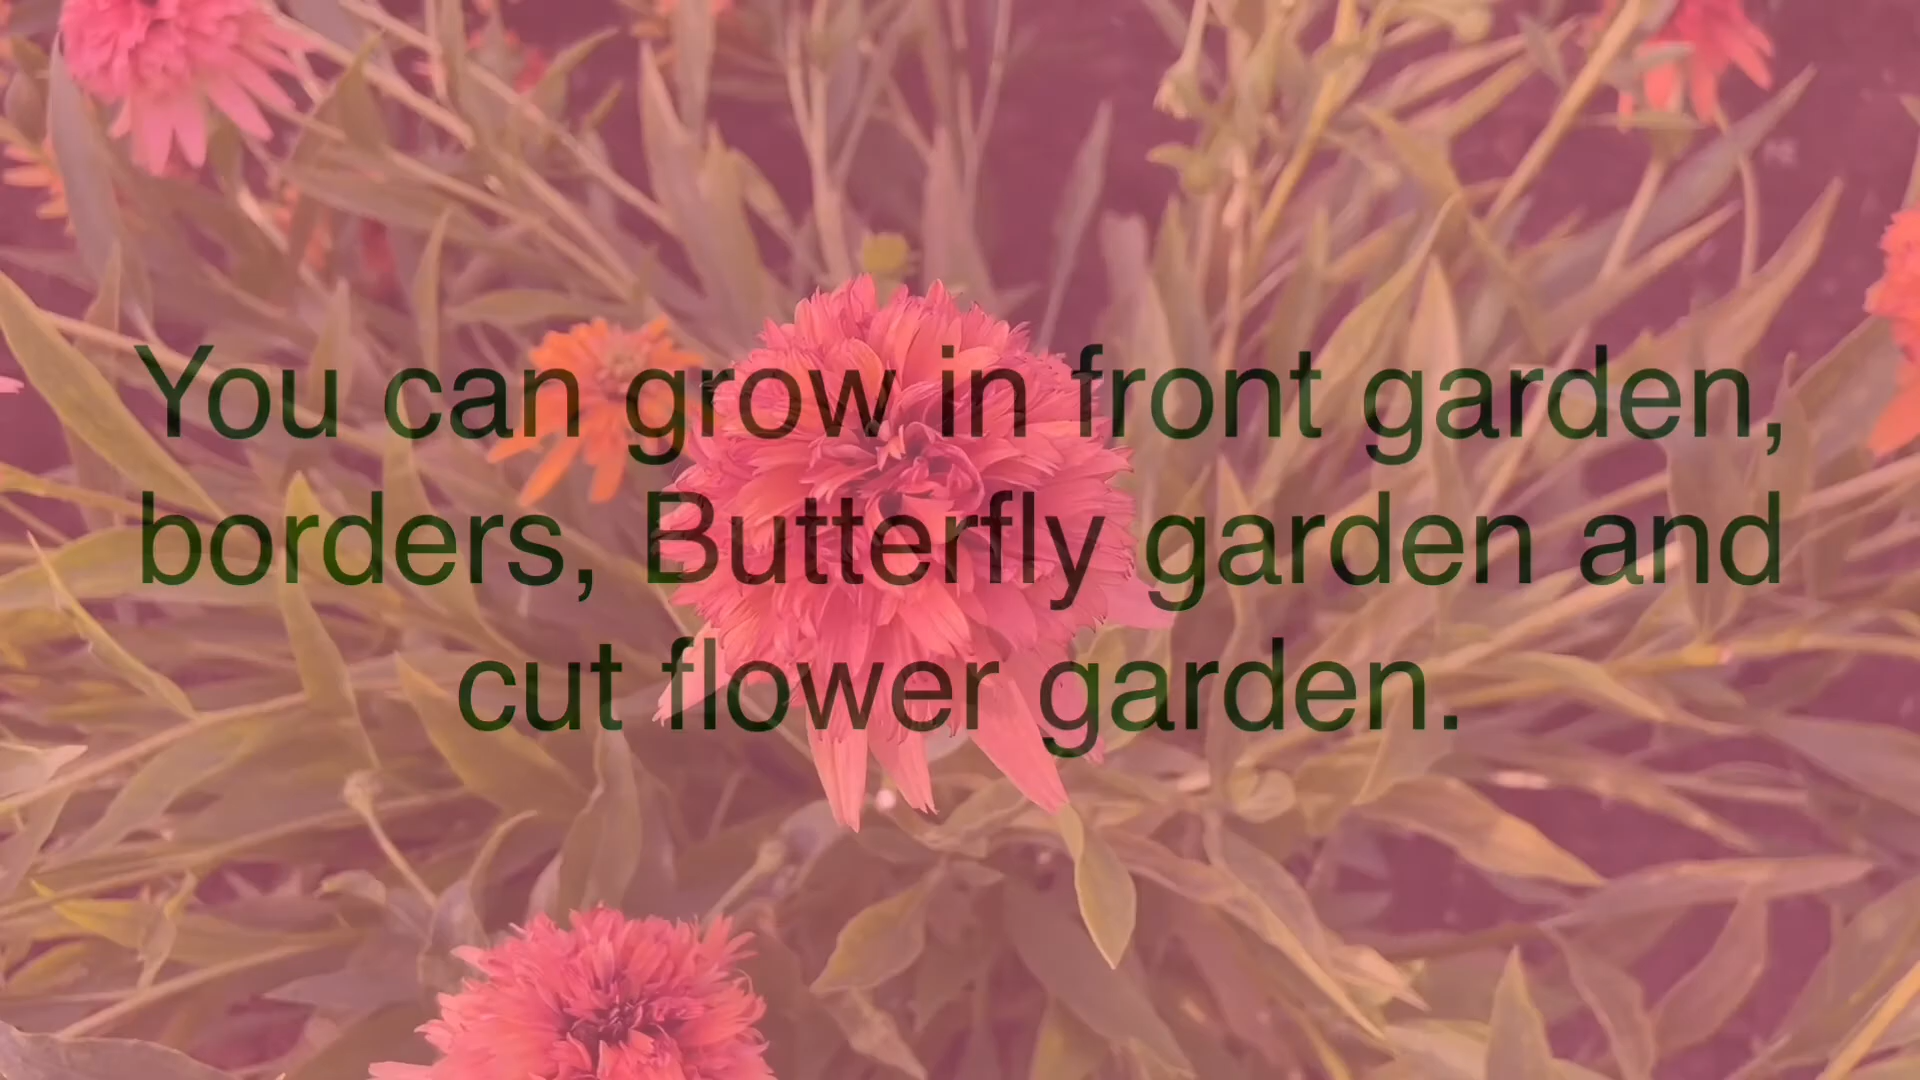 You can grow in front garden,
borders, Butterfly garden and
cut flower garden.